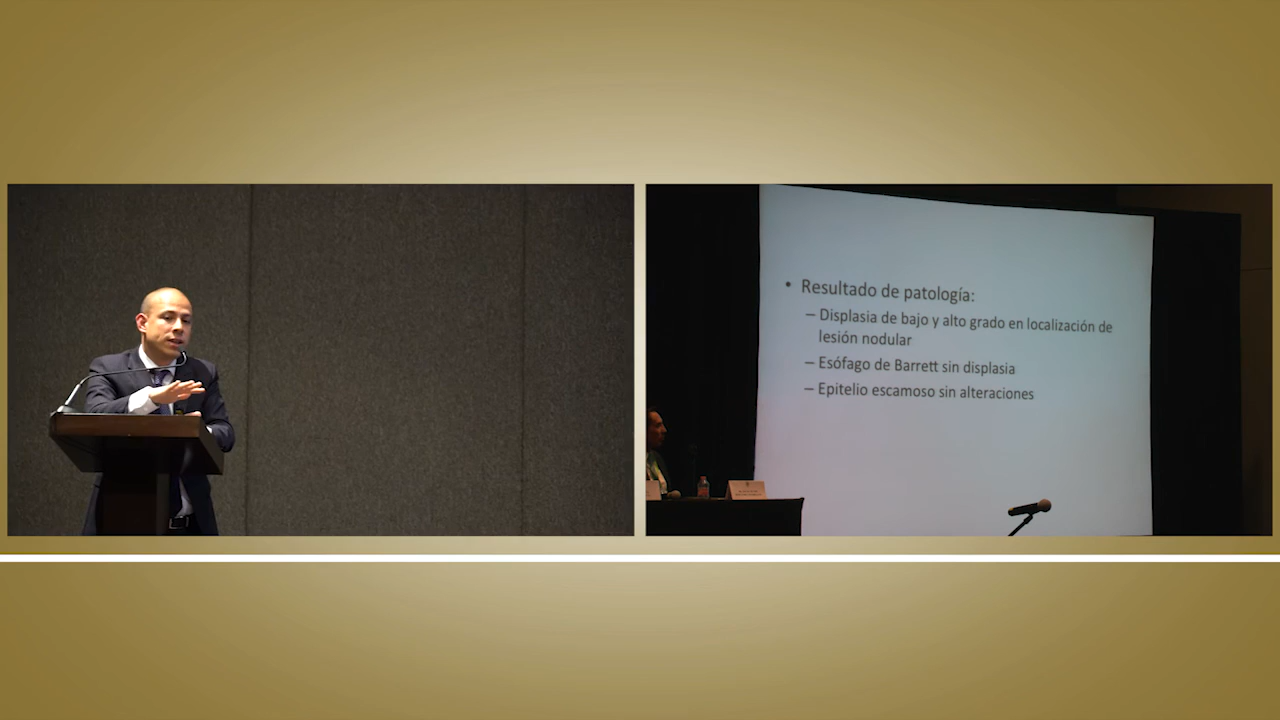 • Resultado de patología:
– Displasia de bajo y alto grado en localización de
lesión nodular
– Esófago de Barrett sin displasia
– Epitelio escamoso sin alteraciones